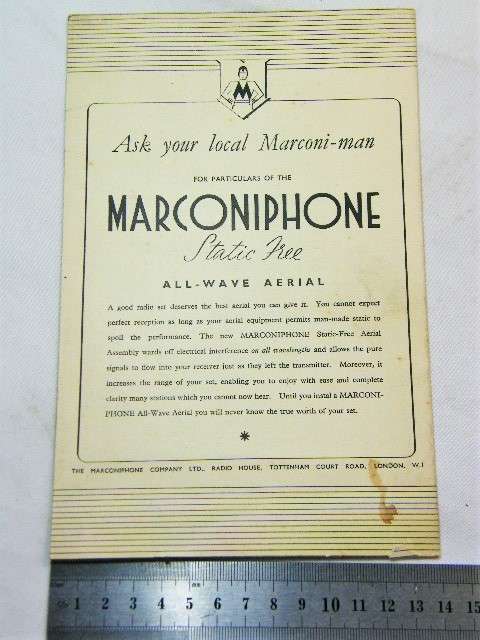 M
Ask your local Marconi-man
FOR PARTICULARS OF THE
MARCONIPHONE
Static Free
ALL-WAVE AERIAL
A good radio set deserves the best aerial you can give it. You cannot expect
perfect reception as long as your aerial equipment permits man-made static to
spoil the performance. The new MARCONIPHONE Static-Free Aerial
Assembly wards off electrical interference on all wavelengths and allows the pure
signals to flow into your receiver just as they left the transmitter. Moreover, it
increases the range of your set, enabling you to enjoy with ease and complete
clarity many stations which you cannot now hear. Until you instal a MARCONI-
PHONE All-Wave Aerial you will never know the true worth of your set.
*
THE MARCONIPHONE COMPANY LTD., RADIO HOUSE, TOTTENHAM COURT ROAD, LONDON, W.1
1 2 3 4 5 6 7 8 9 10 11 12 13 14 15